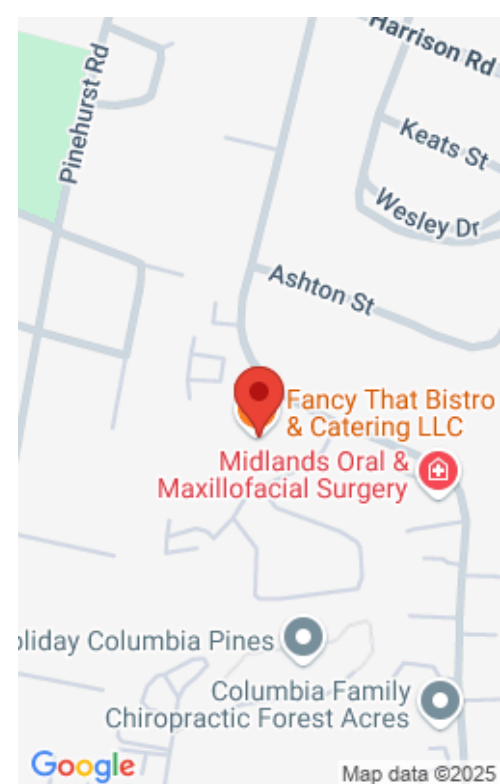 Harrison Rd
Pinehurst Rd
Keats St
Wesley Dr
Ashton St
Fancy That Bistro
& Catering LLC
Midlands Oral &
Maxillofacial Surgery
oliday Columbia Pines
Columbia Family
Chiropractic Forest Acres
Google
Map data ©2025